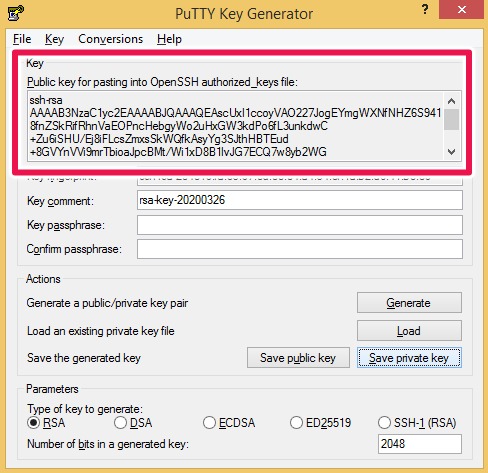 PuTTY Key Generator
? ×
File Key Conversions Help
Key
Public key for pasting into OpenSSH authorized_keys file:
ssh-rsa
AAAAB3NzaC1yc2EAAAABJQAAAQEAscUxI1ccoyVAO227JogEYmgWXNfNHZ6S941
8fnZSkRifRhnVaEOPncHebgyWo2uHxGW3kdPo6fL3unkdwC
+Zu6iSHU/Ej8iFLcsZmxsSkWQfkAsyYg3SJthHBTEud
+8GVYnVVi9mrTbioaJpcBMt/Wi1xD8B1lvJG7ECQ7w8yb2WG
Key comment: rsa-key-20200326
Key passphrase:
Confirm passphrase:
Actions
Generate a public/private key pair Generate
Load an existing private key file Load
Save the generated key Save public key Save private key
Parameters
Type of key to generate:
RSA DSA ECDSA ED25519 SSH-1 (RSA)
Number of bits in a generated key: 2048